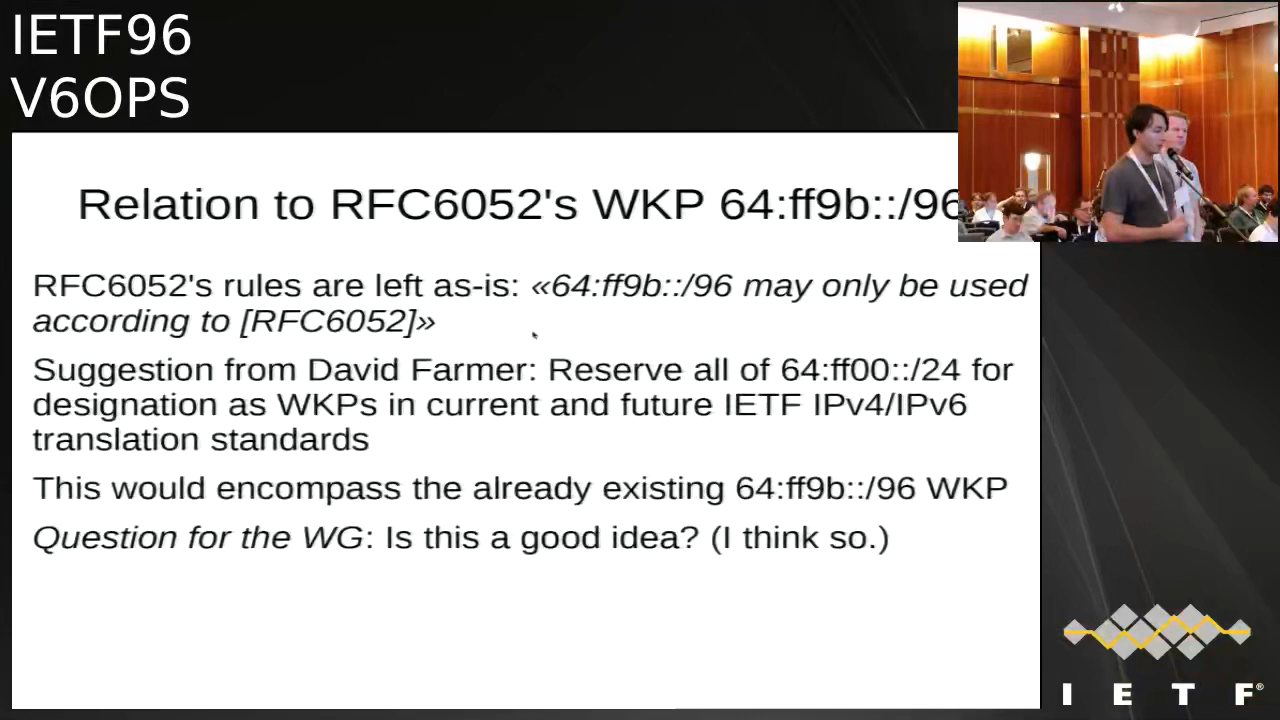 IETF96
V6OPS
Relation to RFC6052's WKP 64:ff9b::/96
RFC6052's rules are left as-is: «64:ff9b::/96 may only be used
according to [RFC6052]»
Suggestion from David Farmer: Reserve all of 64:ff00::/24 for
designation as WKPs in current and future IETF IPv4/IPv6
translation standards
This would encompass the already existing 64:ff9b::/96 WKP
Question for the WG: Is this a good idea? (I think so.)
I E T F®